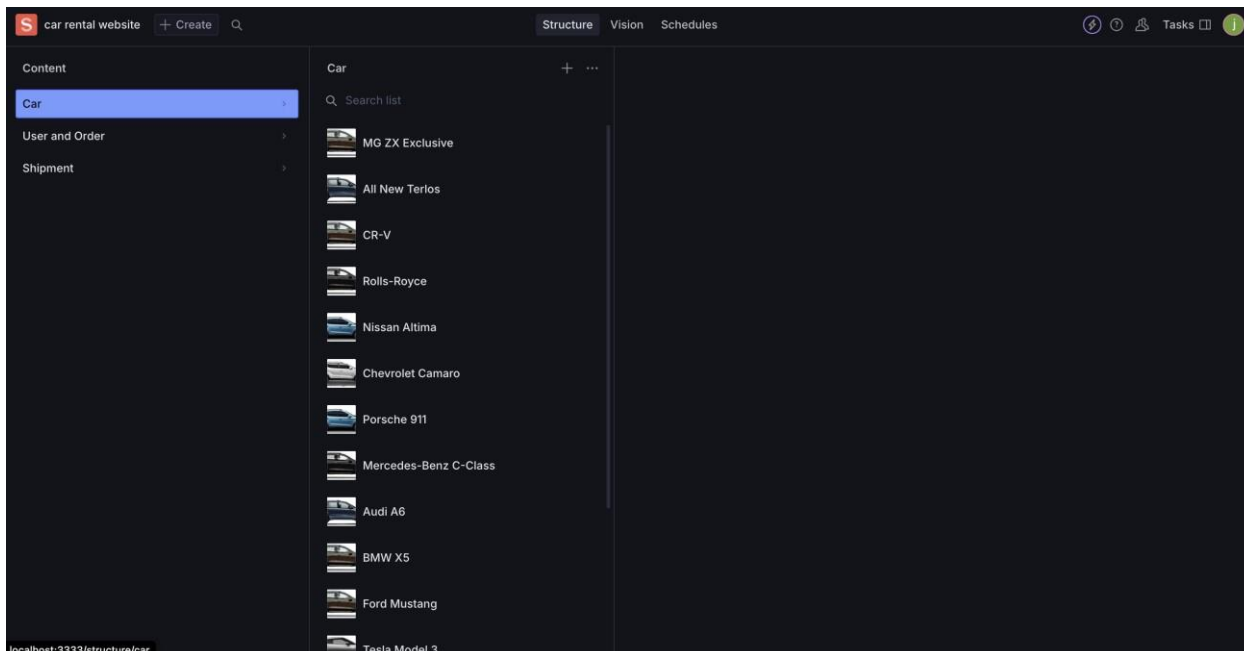 S car rental website + Create Structure Vision Schedules Tasks j
Content
Car
User and Order
Shipment
Car
Search list
MG ZX Exclusive
All New Terlos
CR-V
Rolls-Royce
Nissan Altima
Chevrolet Camaro
Porsche 911
Mercedes-Benz C-Class
Audi A6
BMW X5
Ford Mustang
Tesla Model 3
localhost:3333/structure/car